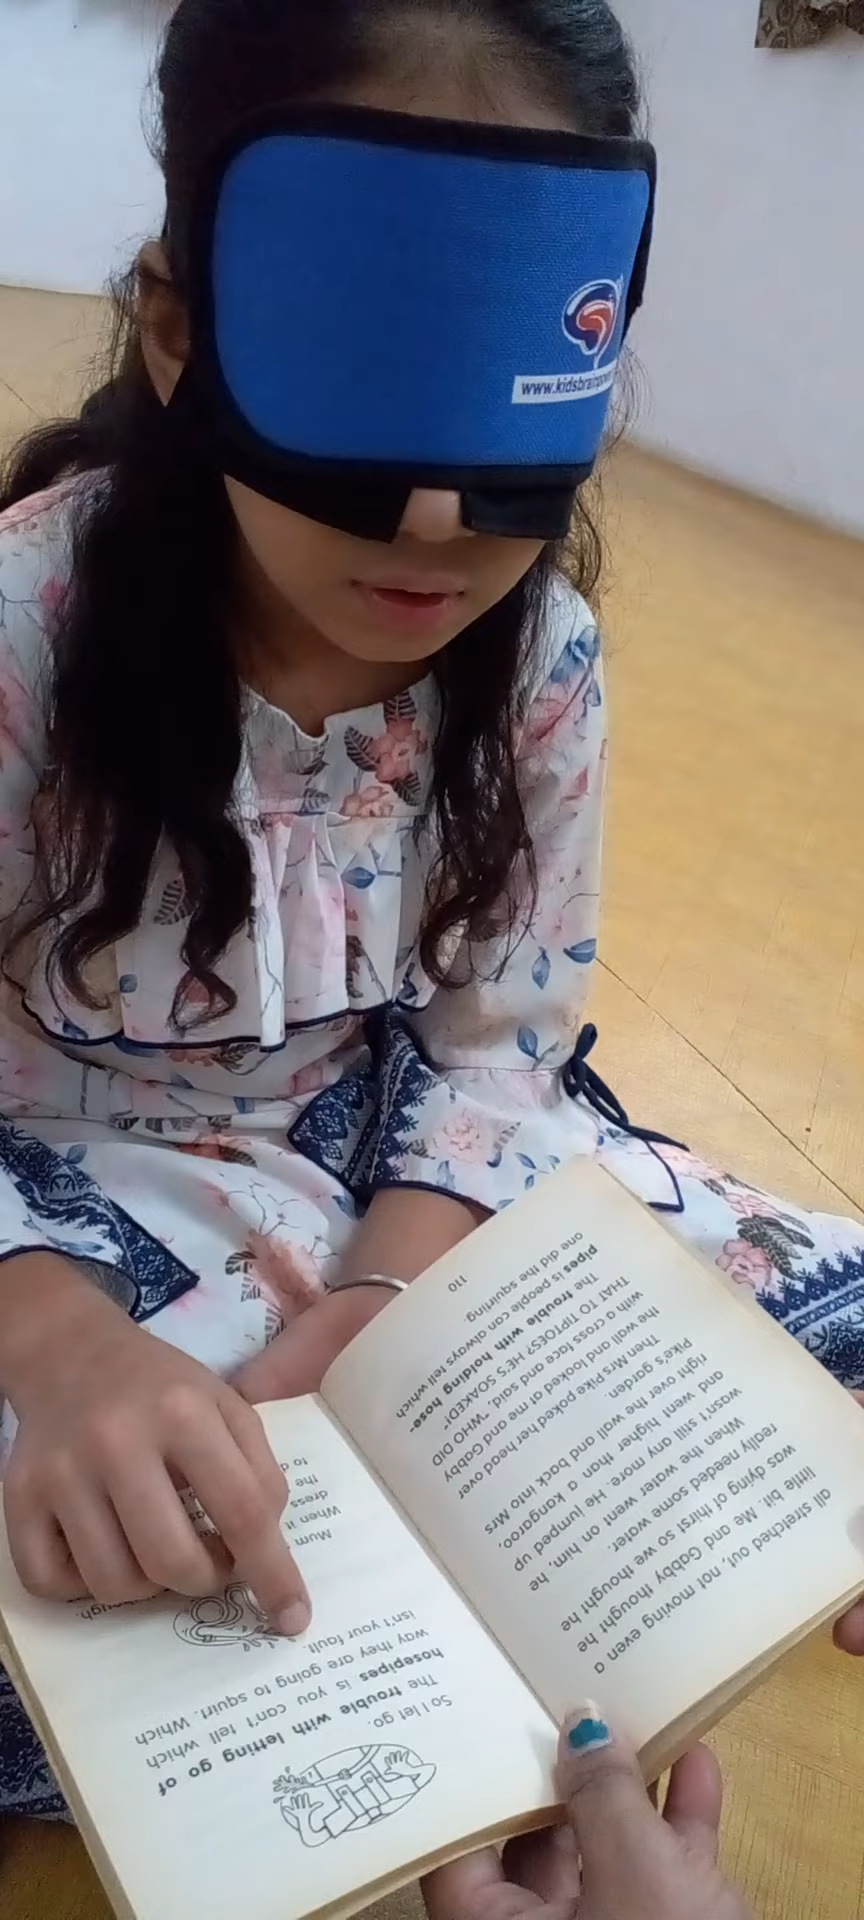 www.kidsbrainpow
all stretched out, not moving even a
little bit. Me and Gabby thought he
was dying of thirst so we thought he
really needed some water.
When the water went on him, he
wasn't still any more. He jumped up
and went higher than a kangaroo,
right over the wall and back into Mrs
Pike's garden.
Then Mrs Pike poked her head over
the wall and looked at me and Gabby
with a cross face and said, "WHO DID
THAT TO TIPTOES? HE'S SOAKED!"
The trouble with holding hose-
pipes is people can always tell which
one did the squirting.
110
So I let go.
The trouble with letting go of
hosepipes is you can't tell which
way they are going to squirt. Which
isn't your fault.
Mum
When it
dress
the
to